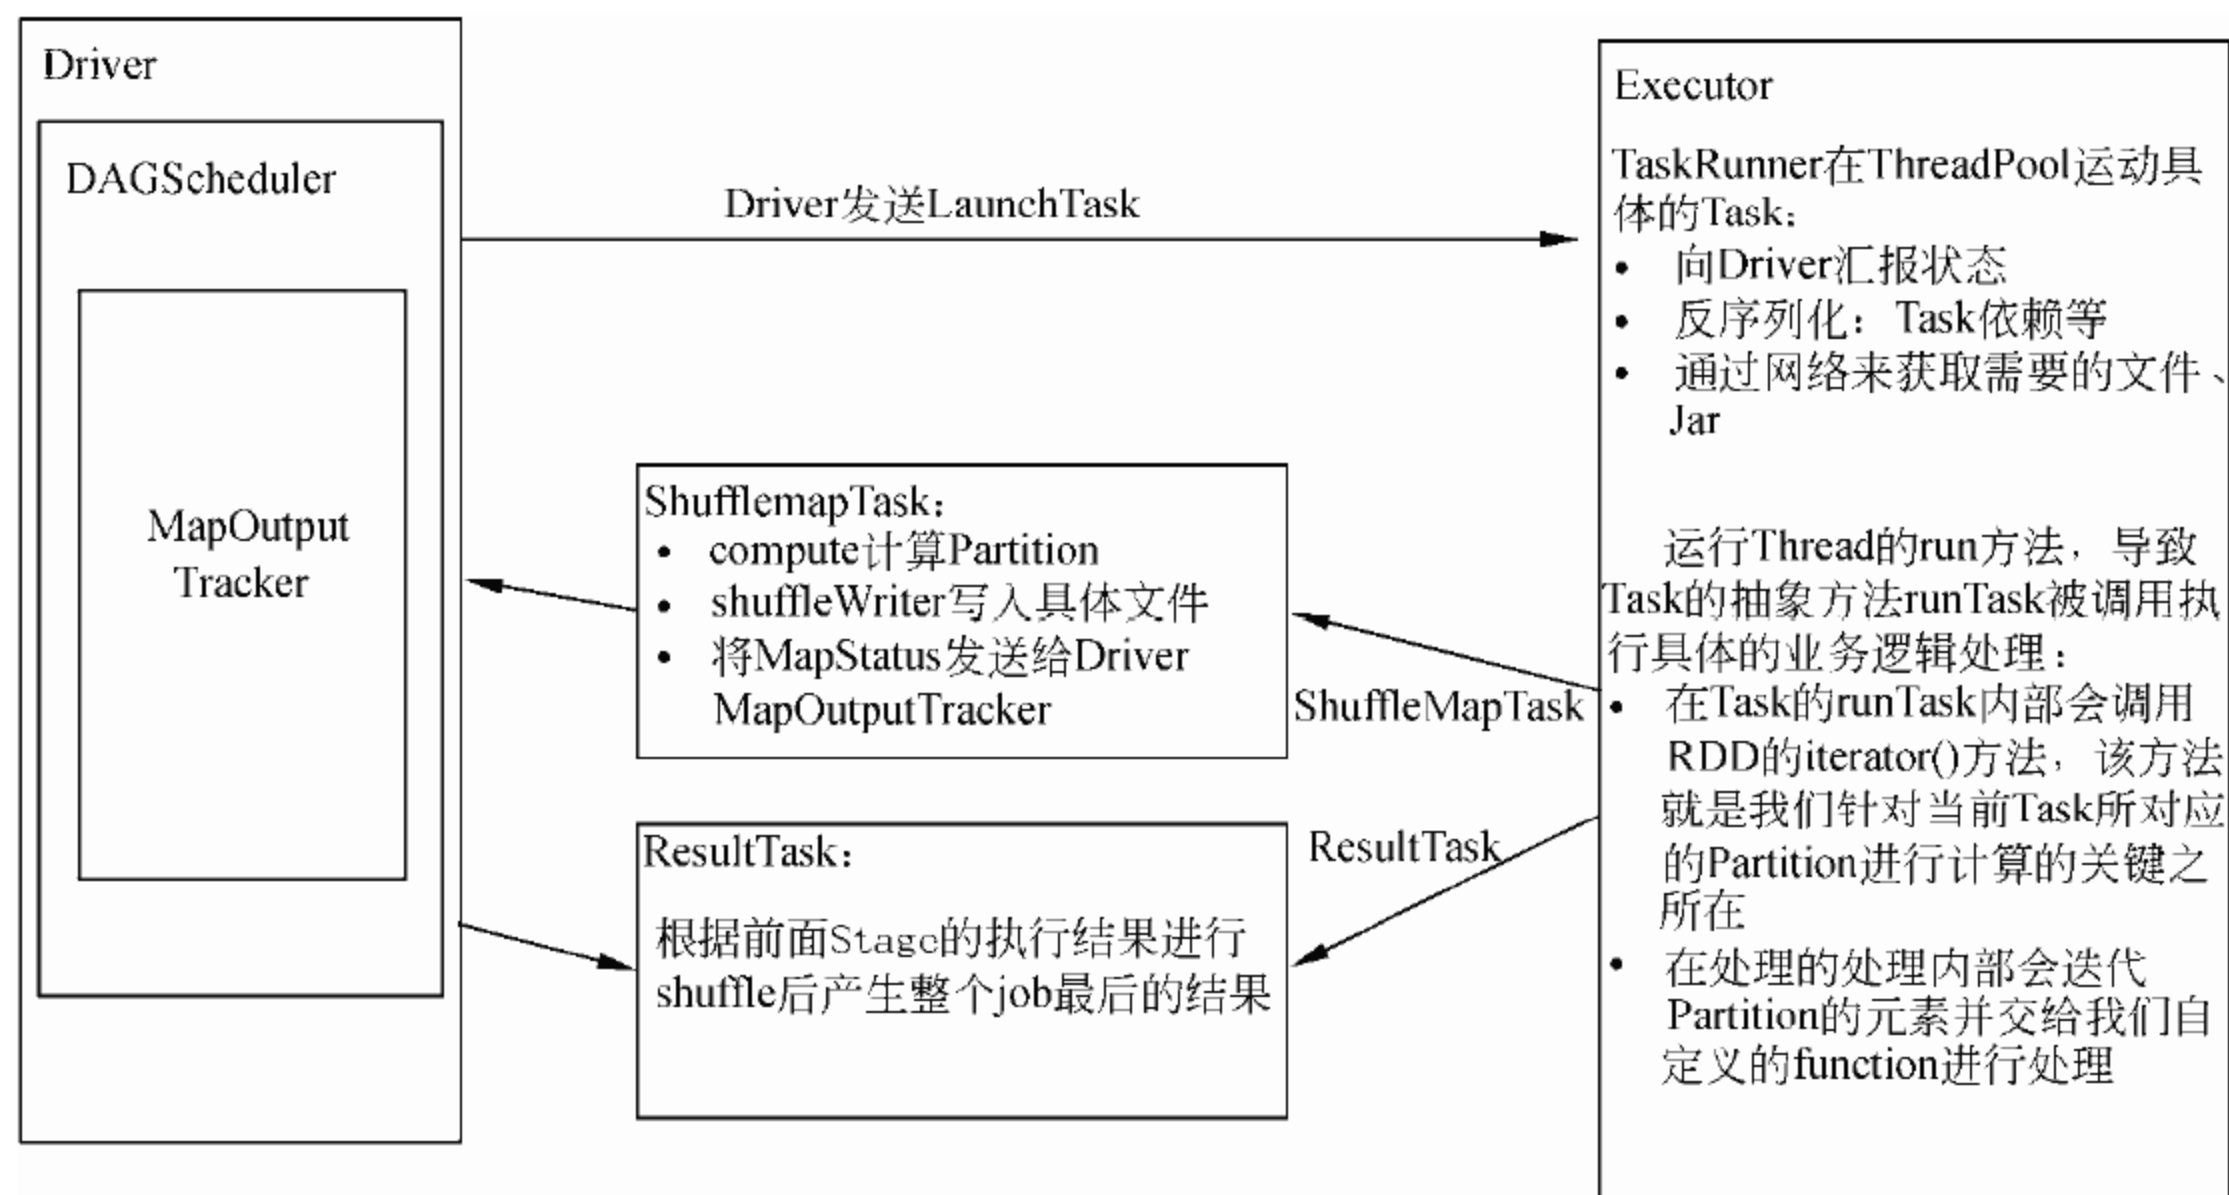 Driver
DAGScheduler
MapOutput
Tracker
Driver发送LaunchTask
ShufflemapTask：
• compute计算Partition
• shuffleWriter写入具体文件
• 将MapStatus发送给Driver
MapOutputTracker
ShuffleMapTask
ResultTask：
根据前面Stage的执行结果进行
shuffle后产生整个job最后的结果
ResultTask
Executor
TaskRunner在ThreadPool运动具
体的Task：
• 向Driver汇报状态
• 反序列化：Task依赖等
• 通过网络来获取需要的文件、
Jar
运行Thread的run方法，导致
Task的抽象方法runTask被调用执
行具体的业务逻辑处理：
• 在Task的runTask内部会调用
RDD的iterator()方法，该方法
就是我们针对当前Task所对应
的Partition进行计算的关键之
所在
• 在处理的处理内部会迭代
Partition的元素并交给我们自
定义的function进行处理